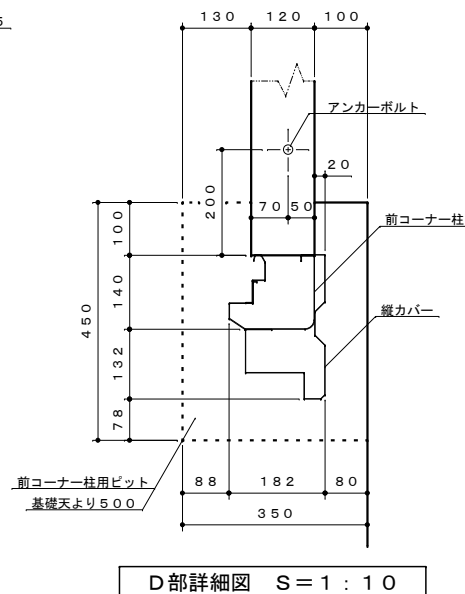 5
130 120 100
アンカーボルト
20
200
70 50
100
前コーナー柱
140
450
縦カバー
132
78
前コーナー柱用ピット
基礎天より500
88 182 80
350
D部詳細図 S=1:10